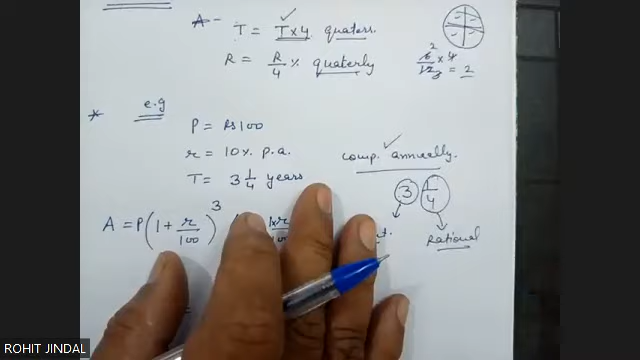 A - T = T×4 quaters.
R = R/4 % quaterly
6/12 × 4 = 2
* e.g
P = Rs100
r = 10%. p.a.
comp. annually.
T = 3 1/4 years
3 1/4
A = P(1 + r/100)^3
Rational
ROHIT JINDAL